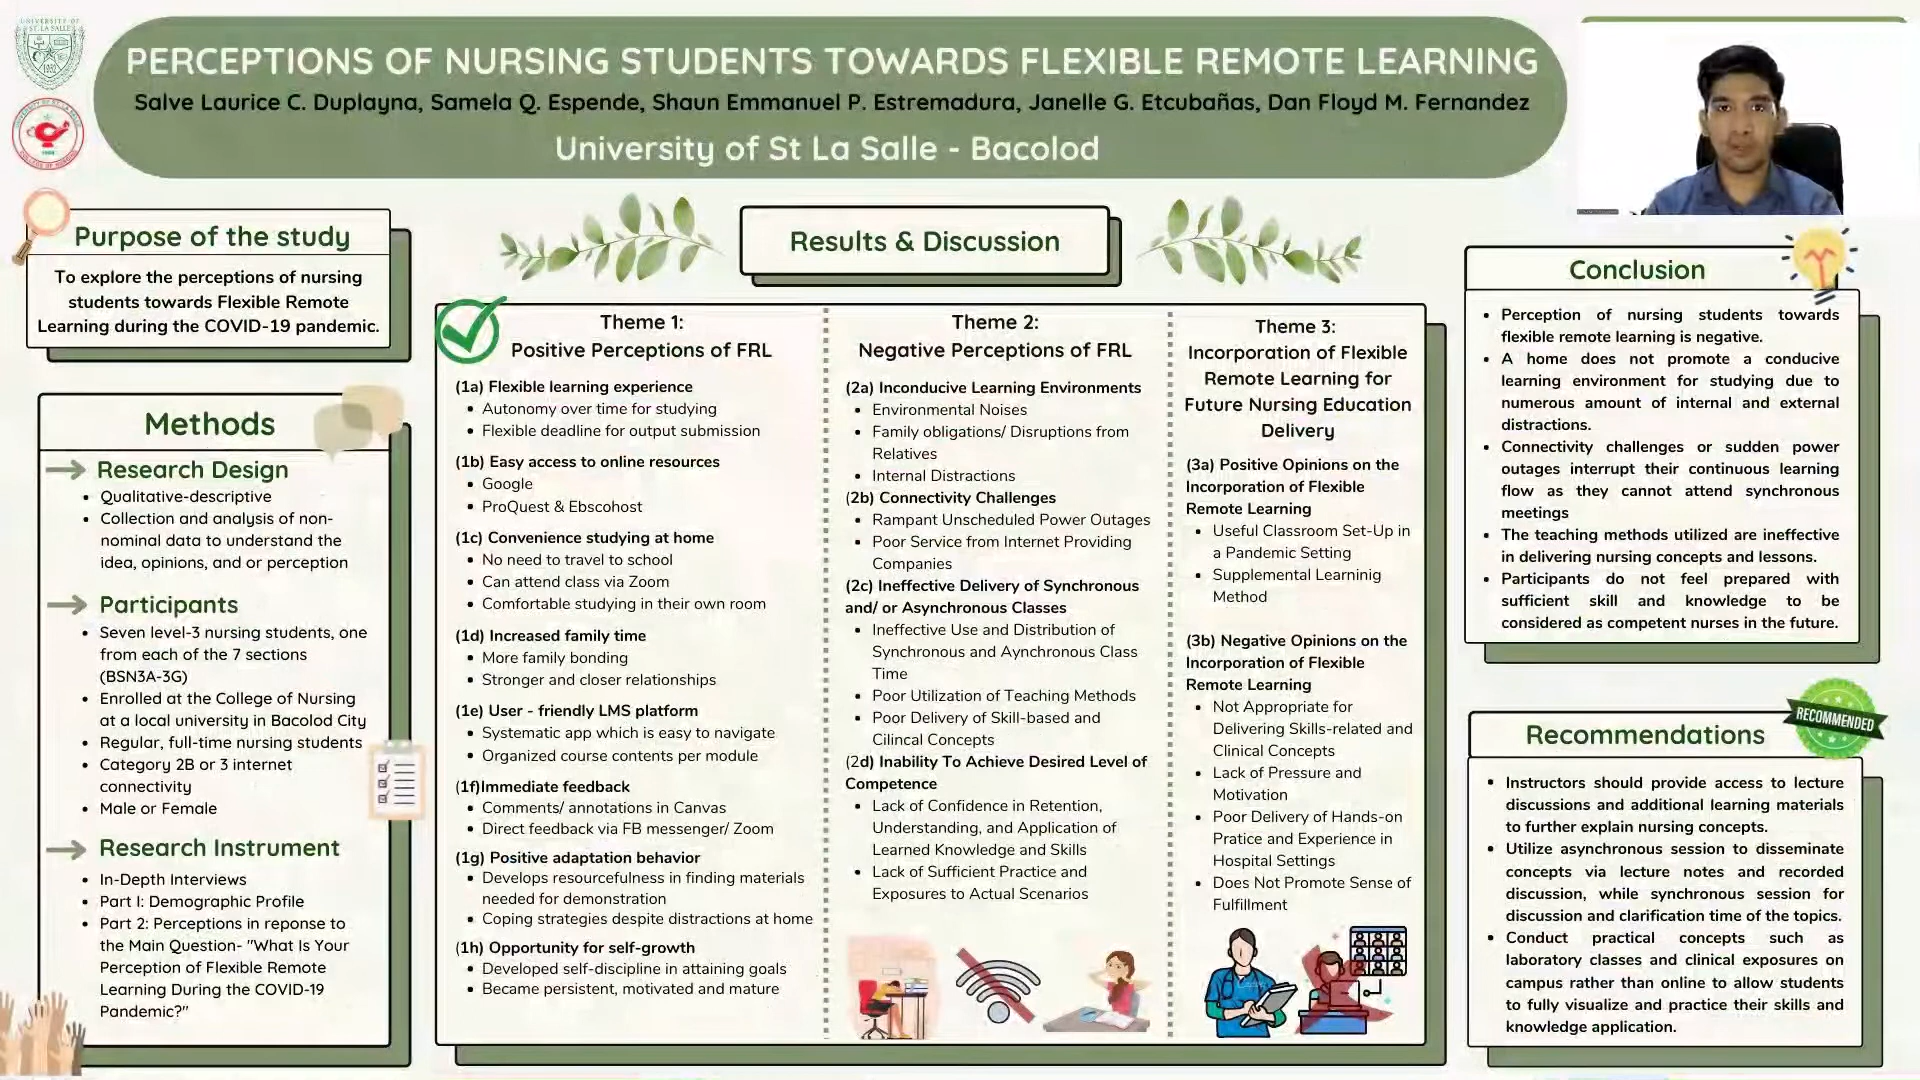 UNIVERSITY OF
ST. LA SALLE
PERCEPTIONS OF NURSING STUDENTS TOWARDS FLEXIBLE REMOTE LEARNING
Salve Laurice C. Duplayna, Samela Q. Espende, Shaun Emmanuel P. Estremadura, Janelle G. Etcubañas, Dan Floyd M. Fernandez
University of St La Salle - Bacolod
Purpose of the study
To explore the perceptions of nursing
students towards Flexible Remote
Learning during the COVID-19 pandemic.
Methods
Research Design
• Qualitative-descriptive
• Collection and analysis of non-
nominal data to understand the
idea, opinions, and or perception
Participants
• Seven level-3 nursing students, one
from each of the 7 sections
(BSN3A-3G)
• Enrolled at the College of Nursing
at a local university in Bacolod City
• Regular, full-time nursing students
• Category 2B or 3 internet
connectivity
• Male or Female
Research Instrument
• In-Depth Interviews
• Part I: Demographic Profile
• Part 2: Perceptions in reponse to
the Main Question- "What Is Your
Perception of Flexible Remote
Learning During the COVID-19
Pandemic?"
Results & Discussion
Theme 1:
Positive Perceptions of FRL
(1a) Flexible learning experience
• Autonomy over time for studying
• Flexible deadline for output submission
(1b) Easy access to online resources
• Google
• ProQuest & Ebscohost
(1c) Convenience studying at home
• No need to travel to school
• Can attend class via Zoom
• Comfortable studying in their own room
(1d) Increased family time
• More family bonding
• Stronger and closer relationships
(1e) User - friendly LMS platform
• Systematic app which is easy to navigate
• Organized course contents per module
(1f)Immediate feedback
• Comments/ annotations in Canvas
• Direct feedback via FB messenger/ Zoom
(1g) Positive adaptation behavior
• Develops resourcefulness in finding materials
needed for demonstration
• Coping strategies despite distractions at home
(1h) Opportunity for self-growth
• Developed self-discipline in attaining goals
• Became persistent, motivated and mature
Theme 2:
Negative Perceptions of FRL
(2a) Inconducive Learning Environments
• Environmental Noises
• Family obligations/ Disruptions from
Relatives
• Internal Distractions
(2b) Connectivity Challenges
• Rampant Unscheduled Power Outages
• Poor Service from Internet Providing
Companies
(2c) Ineffective Delivery of Synchronous
and/ or Asynchronous Classes
• Ineffective Use and Distribution of
Synchronous and Aynchronous Class
Time
• Poor Utilization of Teaching Methods
• Poor Delivery of Skill-based and
Cilincal Concepts
(2d) Inability To Achieve Desired Level of
Competence
• Lack of Confidence in Retention,
Understanding, and Application of
Learned Knowledge and Skills
• Lack of Sufficient Practice and
Exposures to Actual Scenarios
Theme 3:
Incorporation of Flexible
Remote Learning for
Future Nursing Education
Delivery
(3a) Positive Opinions on the
Incorporation of Flexible
Remote Learning
• Useful Classroom Set-Up in
a Pandemic Setting
• Supplemental Learninig
Method
(3b) Negative Opinions on the
Incorporation of Flexible
Remote Learning
• Not Appropriate for
Delivering Skills-related and
Clinical Concepts
• Lack of Pressure and
Motivation
• Poor Delivery of Hands-on
Pratice and Experience in
Hospital Settings
• Does Not Promote Sense of
Fulfillment
Conclusion
• Perception of nursing students towards
flexible remote learning is negative.
• A home does not promote a conducive
learning environment for studying due to
numerous amount of internal and external
distractions.
• Connectivity challenges or sudden power
outages interrupt their continuous learning
flow as they cannot attend synchronous
meetings
• The teaching methods utilized are ineffective
in delivering nursing concepts and lessons.
• Participants do not feel prepared with
sufficient skill and knowledge to be
considered as competent nurses in the future.
RECOMMENDED
Recommendations
• Instructors should provide access to lecture
discussions and additional learning materials
to further explain nursing concepts.
• Utilize asynchronous session to disseminate
concepts via lecture notes and recorded
discussion, while synchronous session for
discussion and clarification time of the topics.
• Conduct practical concepts such as
laboratory classes and clinical exposures on
campus rather than online to allow students
to fully visualize and practice their skills and
knowledge application.